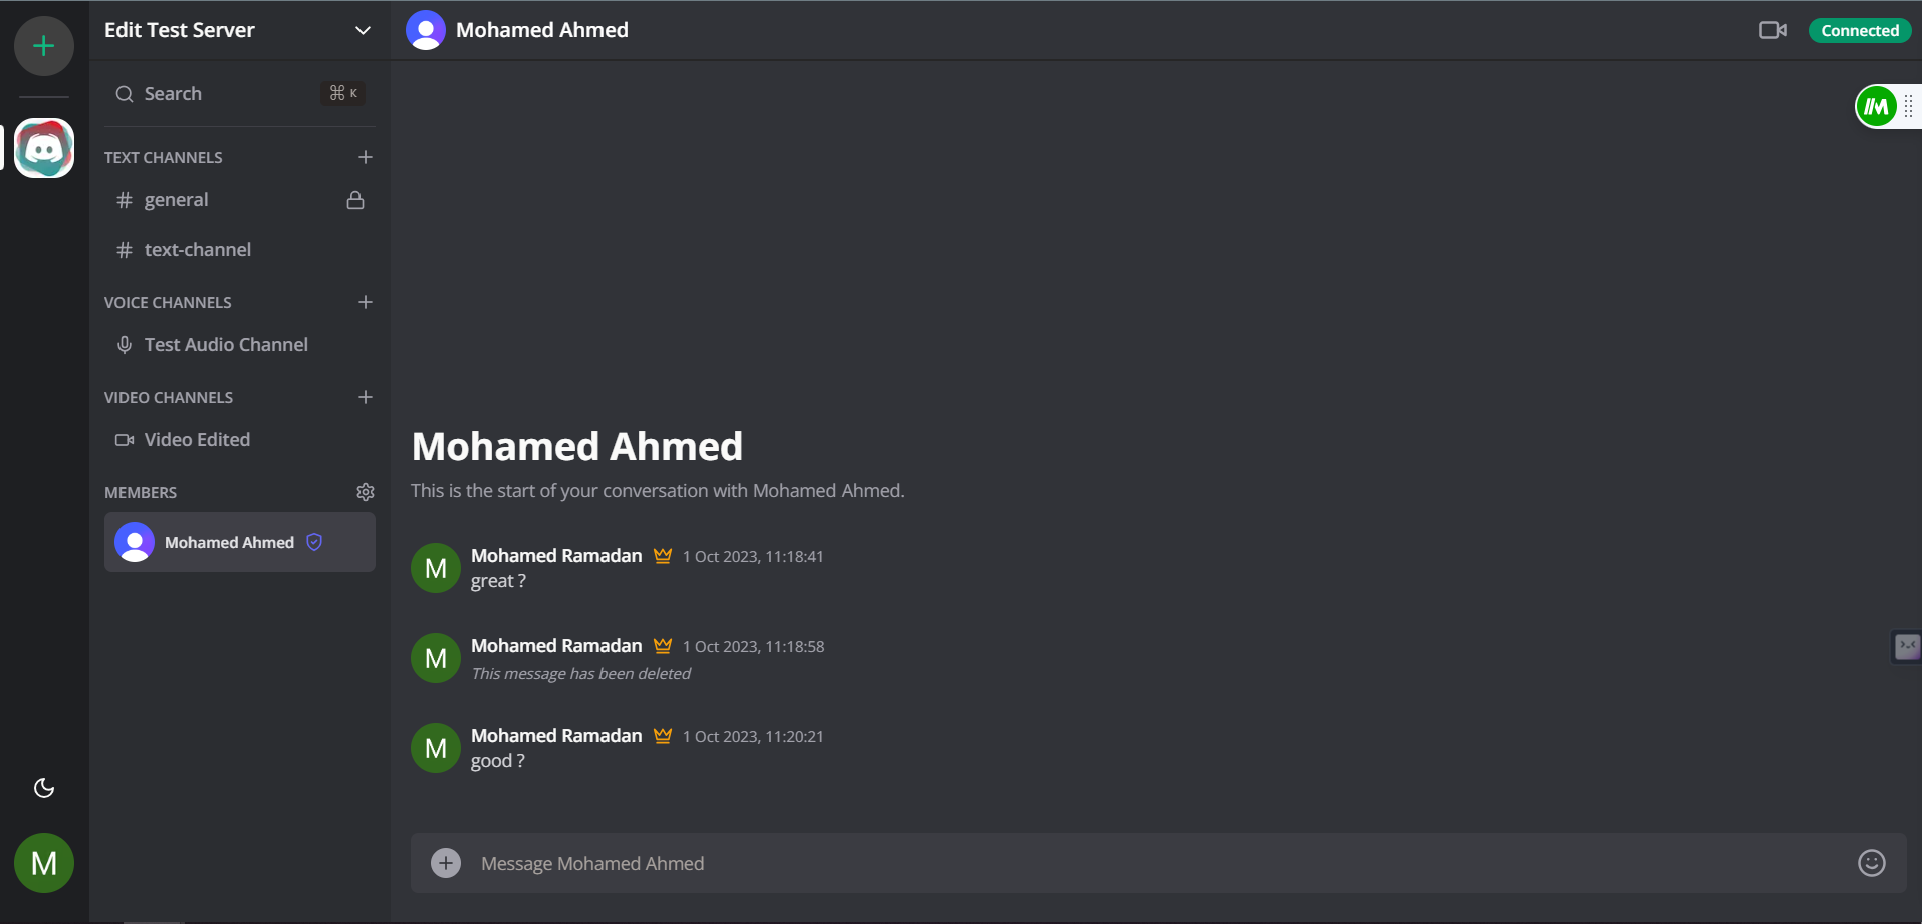 Edit Test Server
Search
⌘ K
TEXT CHANNELS
general
text-channel
VOICE CHANNELS
Test Audio Channel
VIDEO CHANNELS
Video Edited
MEMBERS
Mohamed Ahmed
M
Mohamed Ahmed
Connected
M
Mohamed Ahmed
This is the start of your conversation with Mohamed Ahmed.
M
Mohamed Ramadan 1 Oct 2023, 11:18:41
great ?
M
Mohamed Ramadan 1 Oct 2023, 11:18:58
This message has been deleted
M
Mohamed Ramadan 1 Oct 2023, 11:20:21
good ?
Message Mohamed Ahmed